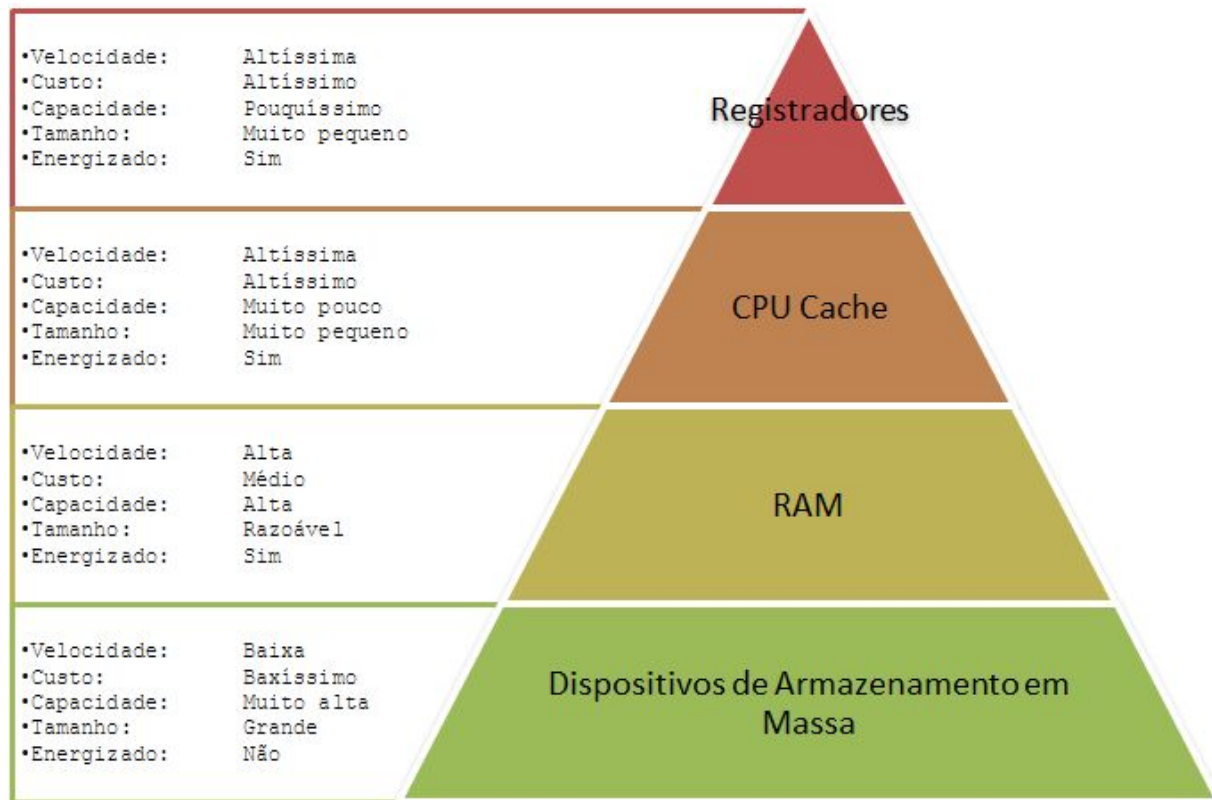 •Velocidade: Altíssima
•Custo: Altíssimo
•Capacidade: Pouquíssimo
•Tamanho: Muito pequeno
•Energizado: Sim
Registradores
•Velocidade: Altíssima
•Custo: Altíssimo
•Capacidade: Muito pouco
•Tamanho: Muito pequeno
•Energizado: Sim
CPU Cache
•Velocidade: Alta
•Custo: Médio
•Capacidade: Alta
•Tamanho: Razoável
•Energizado: Sim
RAM
•Velocidade: Baixa
•Custo: Baxíssimo
•Capacidade: Muito alta
•Tamanho: Grande
•Energizado: Não
Dispositivos de Armazenamento em
Massa